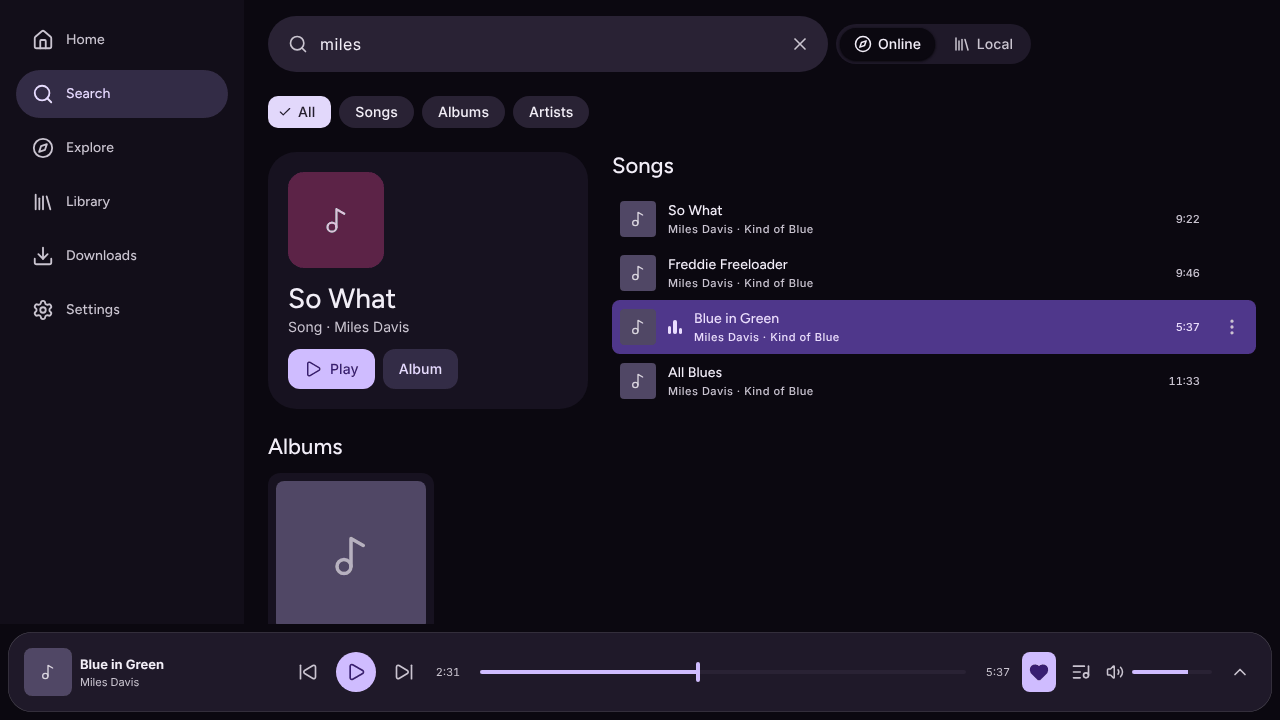 Home
Search
Explore
Library
Downloads
Settings
miles
Online
Local
All
Songs
Albums
Artists
So What
Song · Miles Davis
Play
Album
Songs
So What
Miles Davis · Kind of Blue
9:22
Freddie Freeloader
Miles Davis · Kind of Blue
9:46
Blue in Green
Miles Davis · Kind of Blue
5:37
All Blues
Miles Davis · Kind of Blue
11:33
Albums
Blue in Green
Miles Davis
2:31
5:37